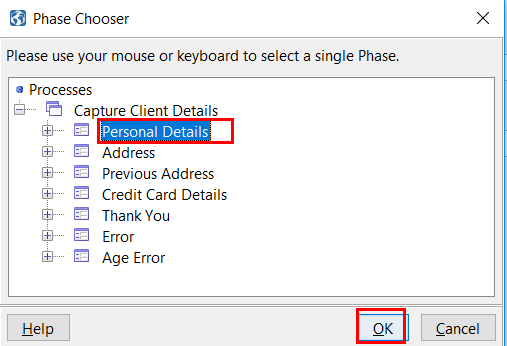 Phase Chooser
Please use your mouse or keyboard to select a single Phase.
Processes
Capture Client Details
Personal Details
Address
Previous Address
Credit Card Details
Thank You
Error
Age Error
Help OK Cancel